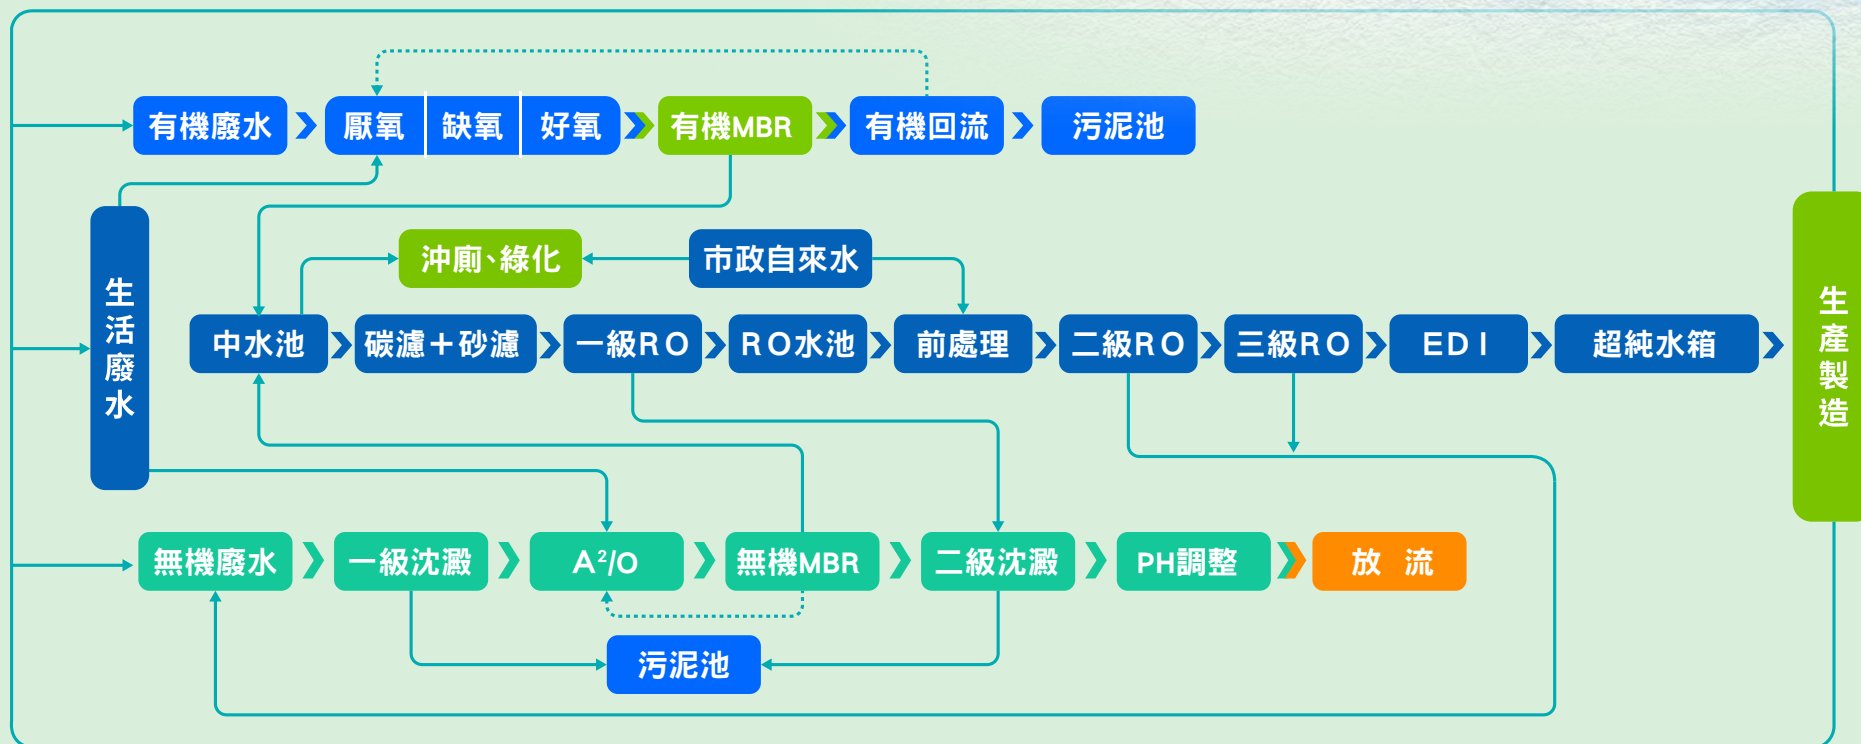 有機廢水
厭氧
缺氧
好氧
有機MBR
有機回流
污泥池
生活廢水
沖廁、綠化
市政自來水
中水池
碳濾＋砂濾
一級RO
RO水池
前處理
二級RO
三級RO
EDI
超純水箱
生產製造
無機廢水
一級沈澱
A²/O
無機MBR
二級沈澱
PH調整
放 流
污泥池